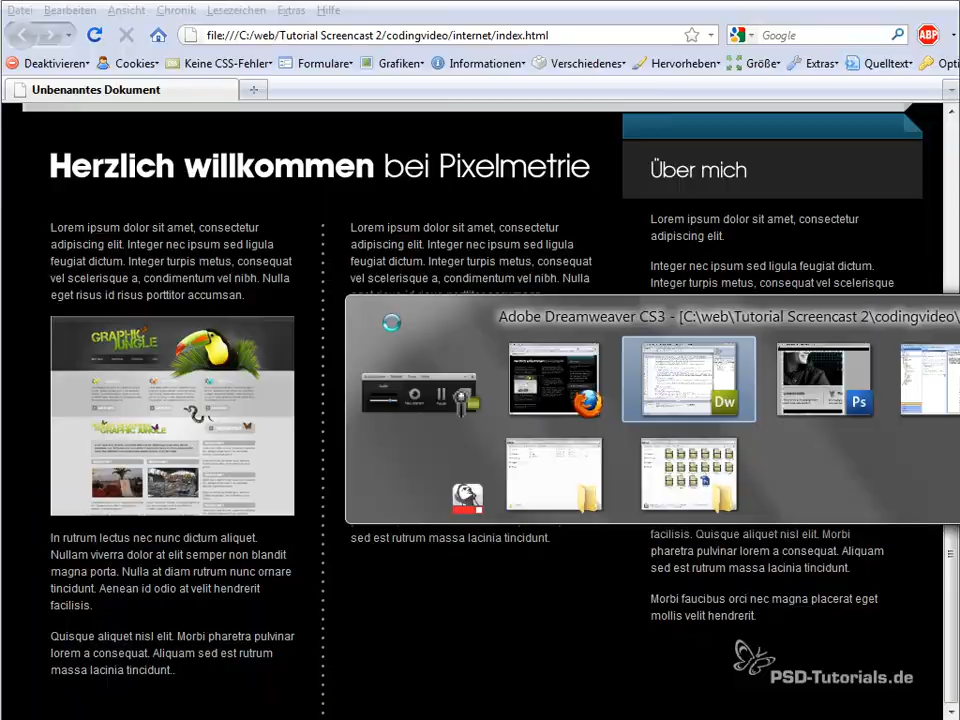 Datei Bearbeiten Ansicht Chronik Lesezeichen Extras Hilfe
file:///C:/web/Tutorial Screencast 2/codingvideo/internet/index.html
Google
ABP
Deaktivieren Cookies Keine CSS-Fehler Formulare Grafiken Informationen Verschiedenes Hervorheben Größe Extras Quelltext Opti
Unbenanntes Dokument
Herzlich willkommen bei Pixelmetrie
Über mich
Lorem ipsum dolor sit amet, consectetur
adipiscing elit. Integer nec ipsum sed ligula
feugiat dictum. Integer turpis metus, consequat
vel scelerisque a, condimentum vel nibh. Nulla
eget risus id risus porttitor accumsan.
GRAPHIK
JUNGLE
GRAPHIC JUNGLE
In rutrum lectus nec nunc dictum aliquet.
Nullam viverra dolor at elit semper non blandit
magna porta. Nulla at diam rutrum nunc ornare
tincidunt. Aenean id odio at velit hendrerit
facilisis.
Quisque aliquet nisl elit. Morbi pharetra pulvinar
lorem a consequat. Aliquam sed est rutrum
massa lacinia tincidunt..
Lorem ipsum dolor sit amet, consectetur
adipiscing elit. Integer nec ipsum sed ligula
feugiat dictum. Integer turpis metus, consequat
vel scelerisque a, condimentum vel nibh. Nulla
eget risus id risus porttitor accumsan.
sed est rutrum massa lacinia tincidunt.
Lorem ipsum dolor sit amet, consectetur
adipiscing elit.
Integer nec ipsum sed ligula feugiat dictum.
Integer turpis metus, consequat vel scelerisque
Adobe Dreamweaver CS3 - [C:\web\Tutorial Screencast 2\codingvideo\
Dw
Ps
facilisis. Quisque aliquet nisl elit. Morbi
pharetra pulvinar lorem a consequat. Aliquam
sed est rutrum massa lacinia tincidunt.
Morbi faucibus orci nec magna placerat eget
mollis velit hendrerit.
PSD-Tutorials.de